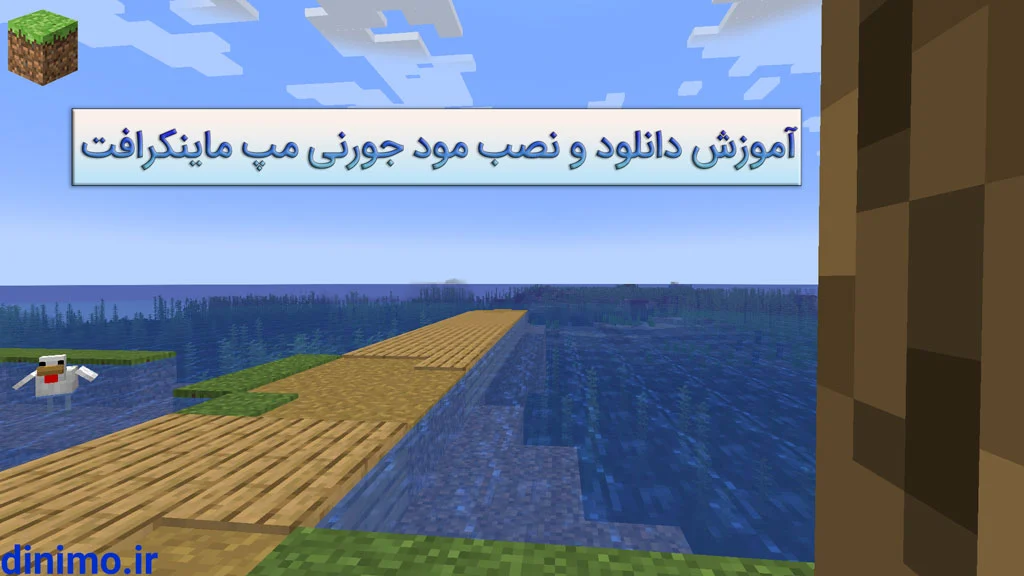 آموزش دانلود و نصب مود جورنی مپ ماینکرافت
dinimo.ir